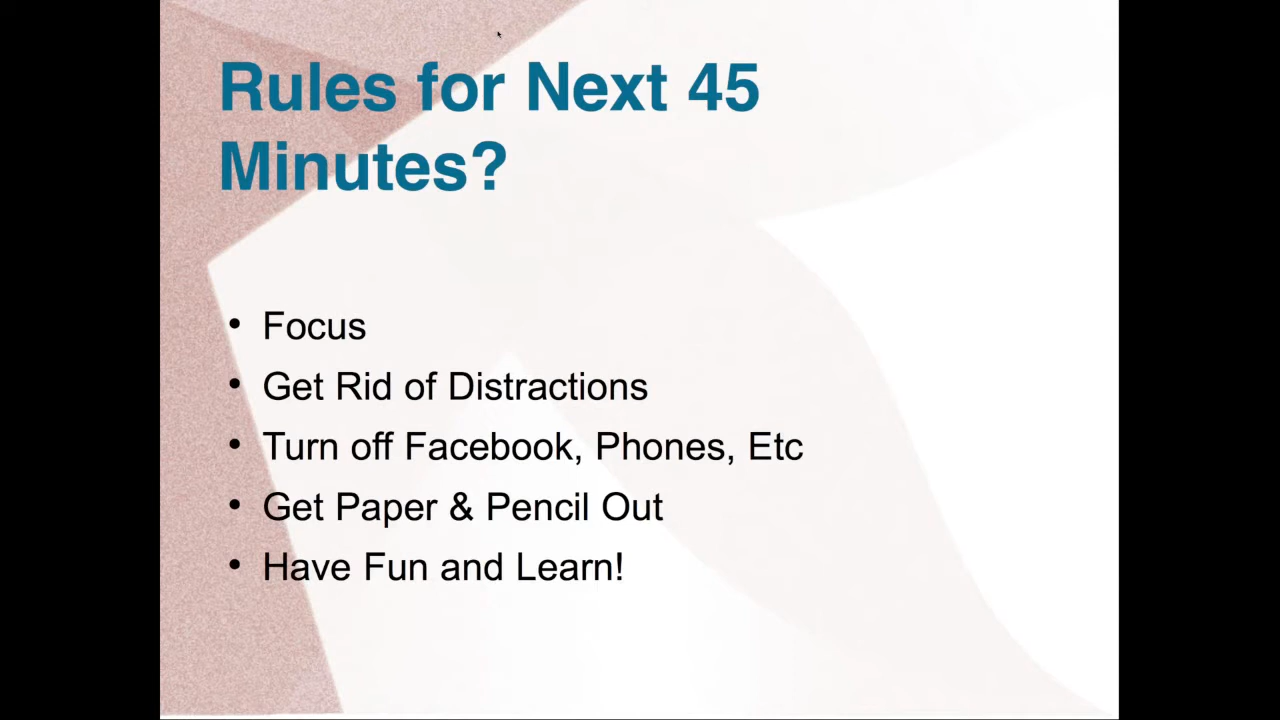 Rules for Next 45
Minutes?
• Focus
• Get Rid of Distractions
• Turn off Facebook, Phones, Etc
• Get Paper & Pencil Out
• Have Fun and Learn!